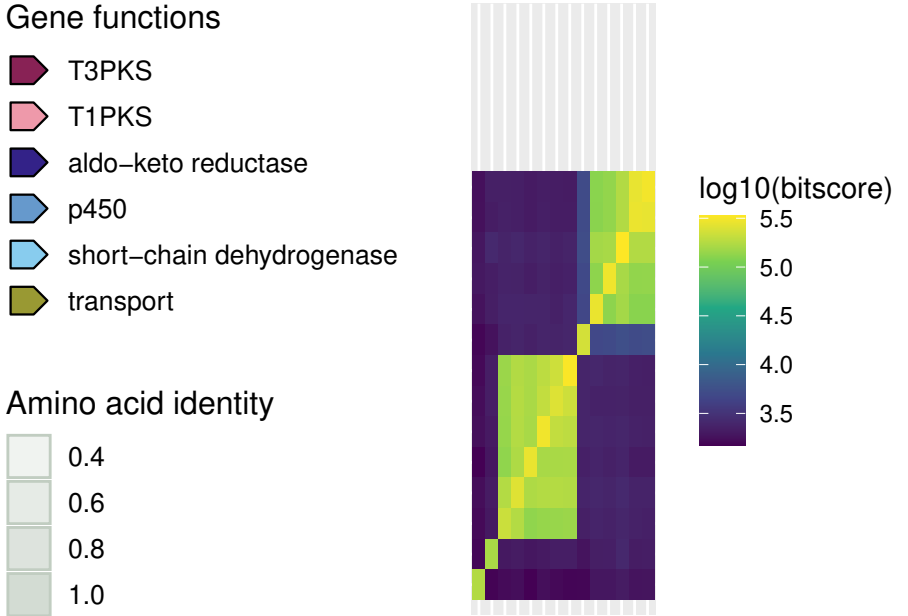 Gene functions
T3PKS
T1PKS
aldo−keto reductase
p450
short−chain dehydrogenase
transport
Amino acid identity
0.4
0.6
0.8
1.0
log10(bitscore)
5.5
5.0
4.5
4.0
3.5